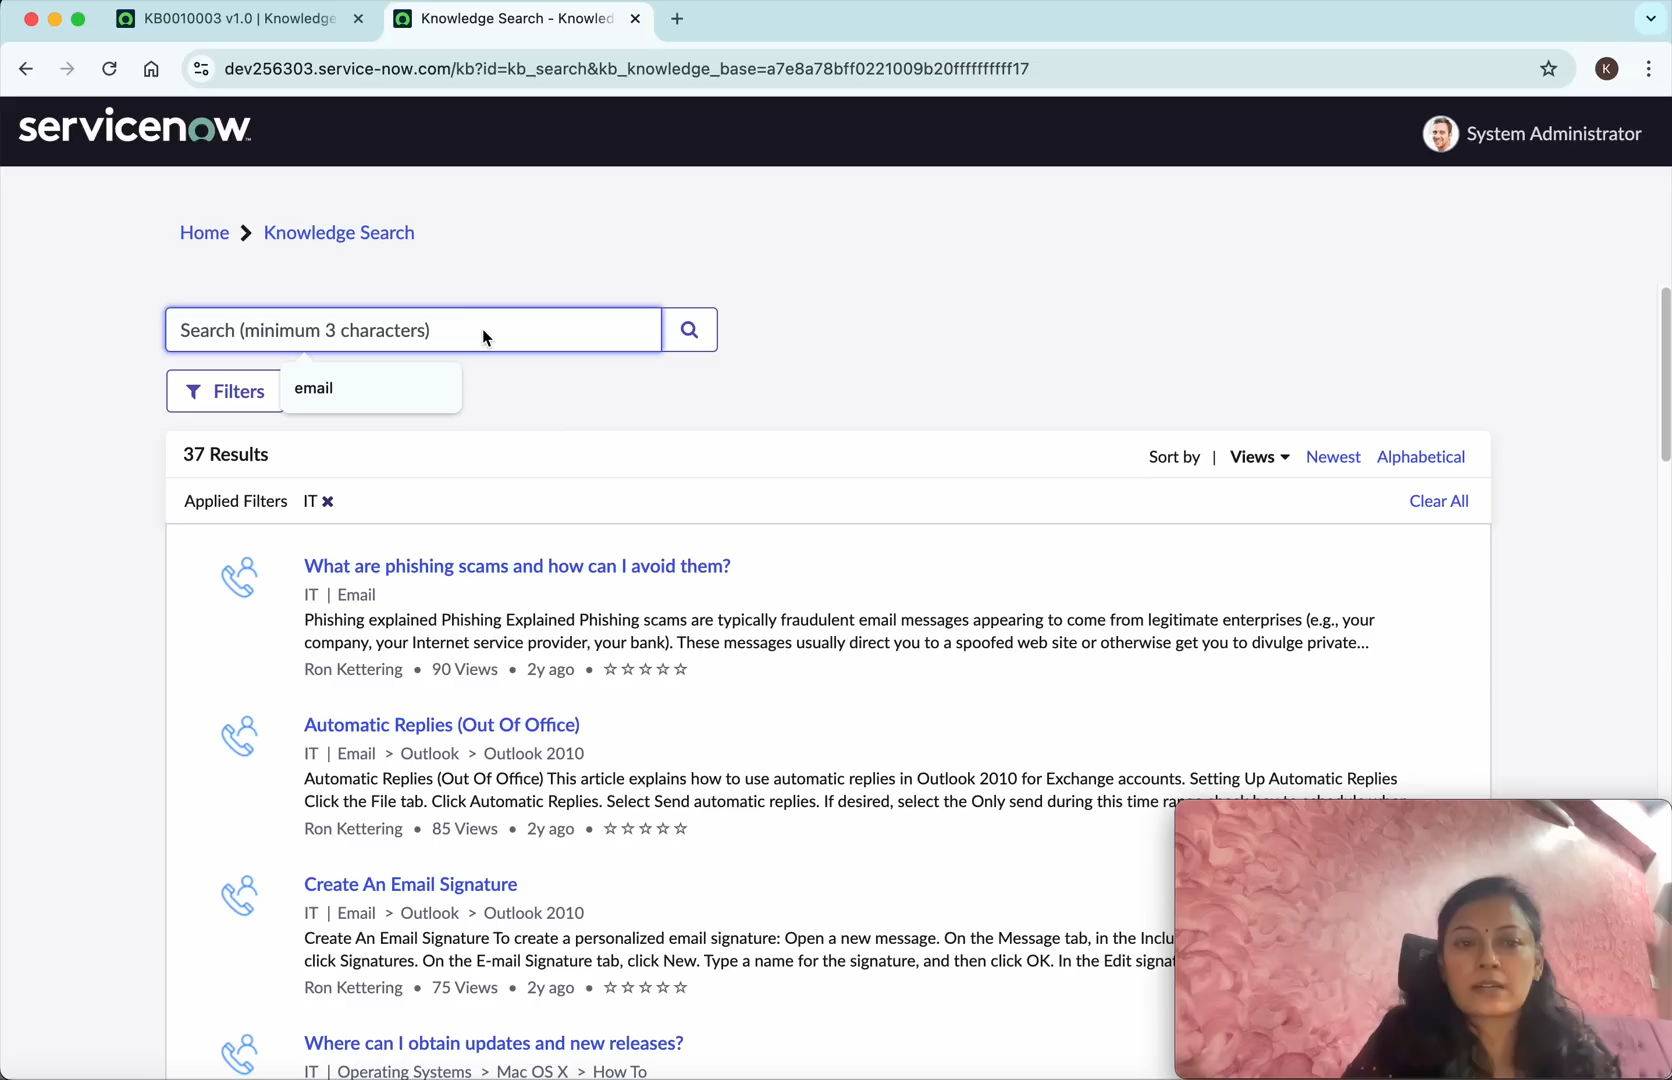 KB0010003 v1.0 | Knowledge
Knowledge Search - Knowled
dev256303.service-now.com/kb?id=kb_search&kb_knowledge_base=a7e8a78bff0221009b20ffffffffff17
K
servicenow
System Administrator
Home > Knowledge Search
Search (minimum 3 characters)
Filters
email
37 Results
Sort by | Views Newest Alphabetical
Applied Filters IT
Clear All
What are phishing scams and how can I avoid them?
IT | Email
Phishing explained Phishing Explained Phishing scams are typically fraudulent email messages appearing to come from legitimate enterprises (e.g., your
company, your Internet service provider, your bank). These messages usually direct you to a spoofed web site or otherwise get you to divulge private...
Ron Kettering • 90 Views • 2y ago •
Automatic Replies (Out Of Office)
IT | Email > Outlook > Outlook 2010
Automatic Replies (Out Of Office) This article explains how to use automatic replies in Outlook 2010 for Exchange accounts. Setting Up Automatic Replies
Click the File tab. Click Automatic Replies. Select Send automatic replies. If desired, select the Only send during this time
Ron Kettering • 85 Views • 2y ago •
Create An Email Signature
IT | Email > Outlook > Outlook 2010
Create An Email Signature To create a personalized email signature: Open a new message. On the Message tab, in the Inclu
click Signatures. On the E-mail Signature tab, click New. Type a name for the signature, and then click OK. In the Edit signat
Ron Kettering • 75 Views • 2y ago •
Where can I obtain updates and new releases?
IT | Operating Systems > Mac OS X > How To